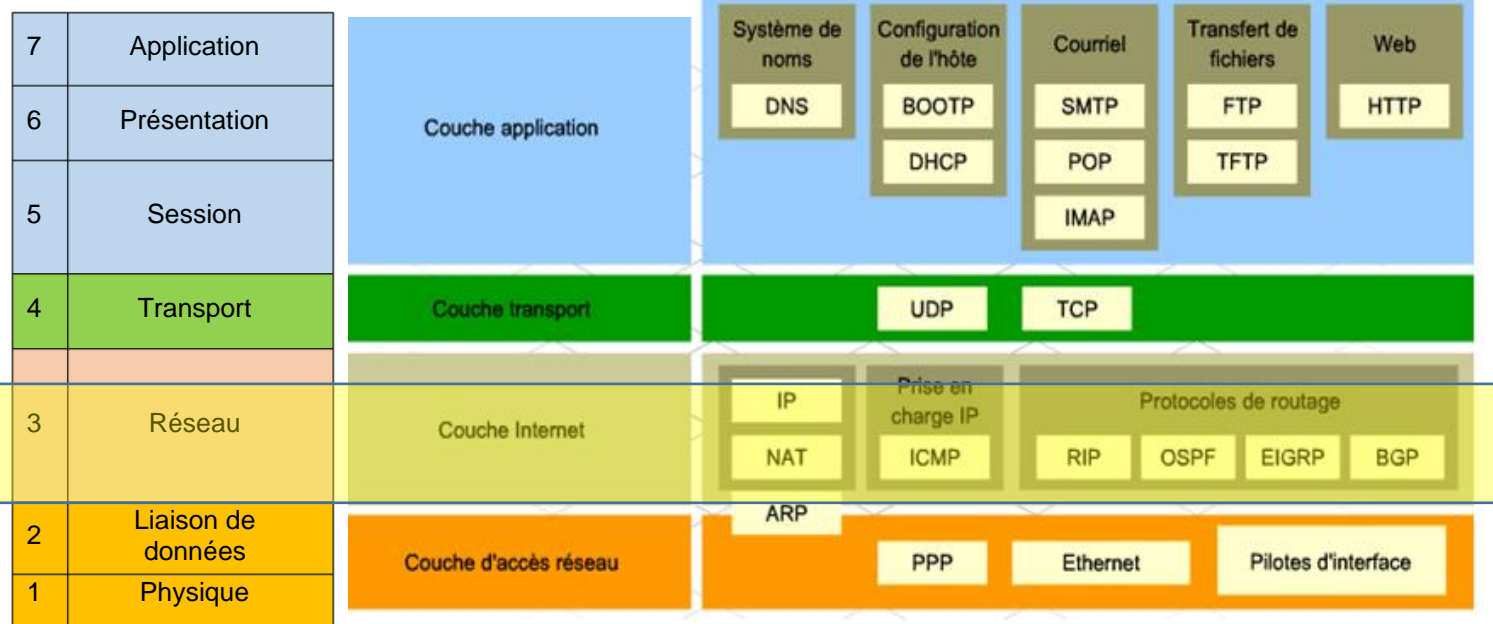 7 Application
6 Présentation
5 Session
4 Transport
3 Réseau
2 Liaison de
données
1 Physique
Couche application
Système de
noms
DNS
Configuration
de l'hôte
BOOTP
DHCP
Courriel
SMTP
POP
IMAP
Transfert de
fichiers
FTP
TFTP
Web
HTTP
Couche transport
UDP
TCP
Couche Internet
IP
NAT
ARP
Prise en
charge IP
ICMP
Protocoles de routage
RIP
OSPF
EIGRP
BGP
Couche d'accès réseau
PPP
Ethernet
Pilotes d'interface